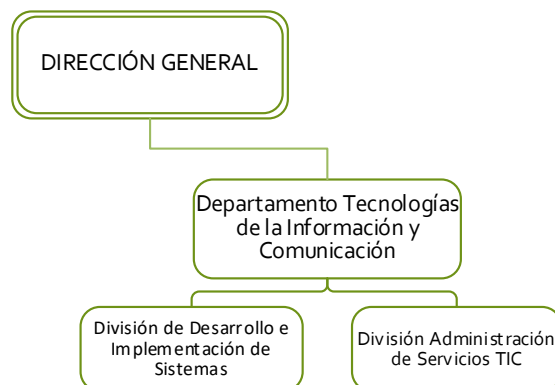 DIRECCIÓN GENERAL
Departamento Tecnologías
de la Información y
Comunicación
División de Desarrollo e
Implementación de
Sistemas
División Administración
de Servicios TIC